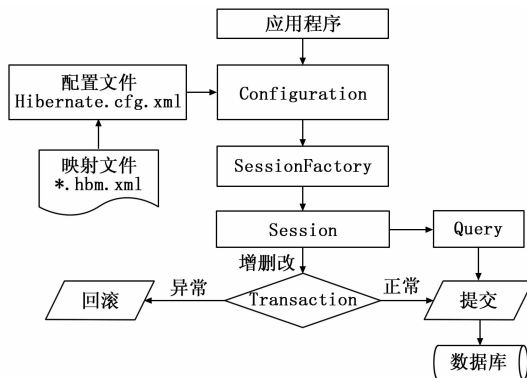 应用程序
配置文件
Hibernate.cfg.xml
Configuration
映射文件
*.hbm.xml
SessionFactory
Session
Query
增删改
异常
正常
回滚
Transaction
提交
数据库